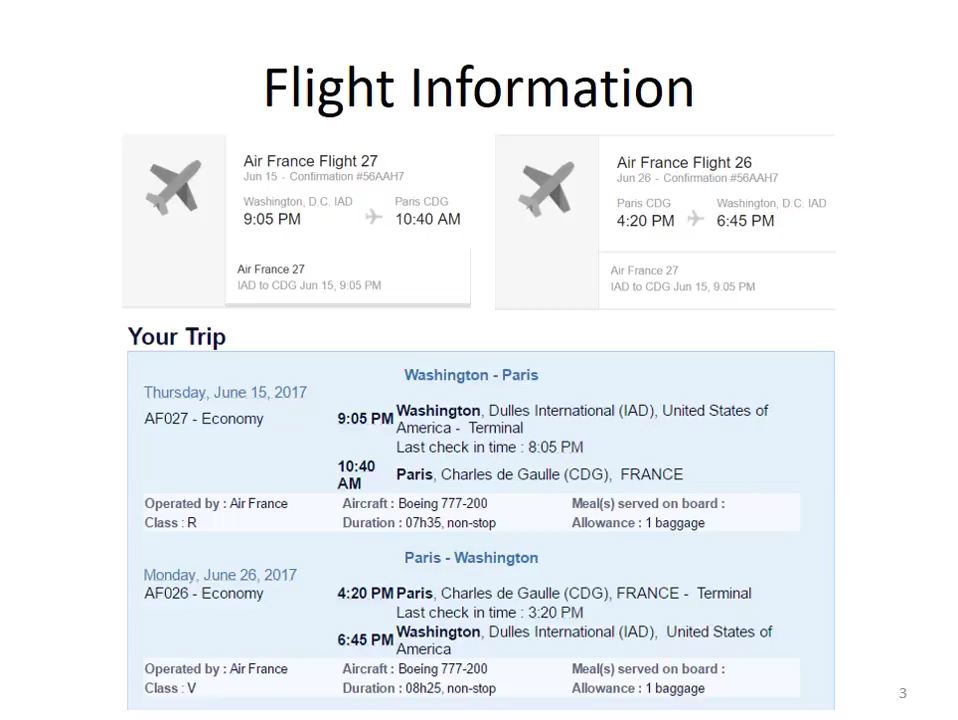 Flight Information
Air France Flight 27
Jun 15 - Confirmation #56AAH7
Washington, D.C. IAD Paris CDG
9:05 PM 10:40 AM
Air France 27
IAD to CDG Jun 15, 9:05 PM
Air France Flight 26
Jun 26 - Confirmation #56AAH7
Paris CDG Washington, D.C. IAD
4:20 PM 6:45 PM
Air France 27
IAD to CDG Jun 15, 9:05 PM
Your Trip
Washington - Paris
Thursday, June 15, 2017
AF027 - Economy 9:05 PM Washington, Dulles International (IAD), United States of
America - Terminal
Last check in time : 8:05 PM
10:40
AM Paris, Charles de Gaulle (CDG), FRANCE
Operated by : Air France Aircraft : Boeing 777-200 Meal(s) served on board :
Class : R Duration : 07h35, non-stop Allowance : 1 baggage
Paris - Washington
Monday, June 26, 2017
AF026 - Economy 4:20 PM Paris, Charles de Gaulle (CDG), FRANCE - Terminal
Last check in time : 3:20 PM
6:45 PM Washington, Dulles International (IAD), United States of
America
Operated by : Air France Aircraft : Boeing 777-200 Meal(s) served on board :
Class : V Duration : 08h25, non-stop Allowance : 1 baggage
3